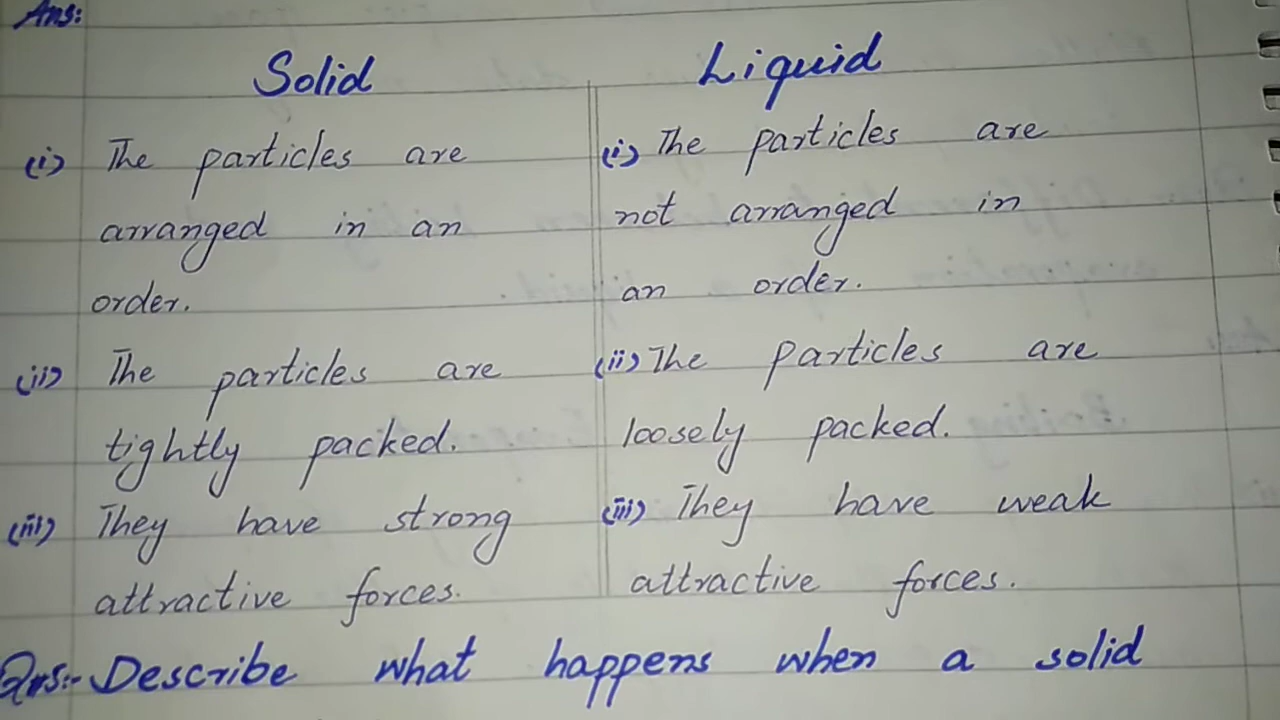 Ans:
Solid
(i) The particles are
arranged in an
order.
(ii) The particles are
tightly packed.
(iii) They have strong
attractive forces.
Liquid
(i) The particles are
not arranged in
an order.
(ii) The particles are
loosely packed.
(iii) They have weak
attractive forces.
Qns:- Describe what happens when a solid